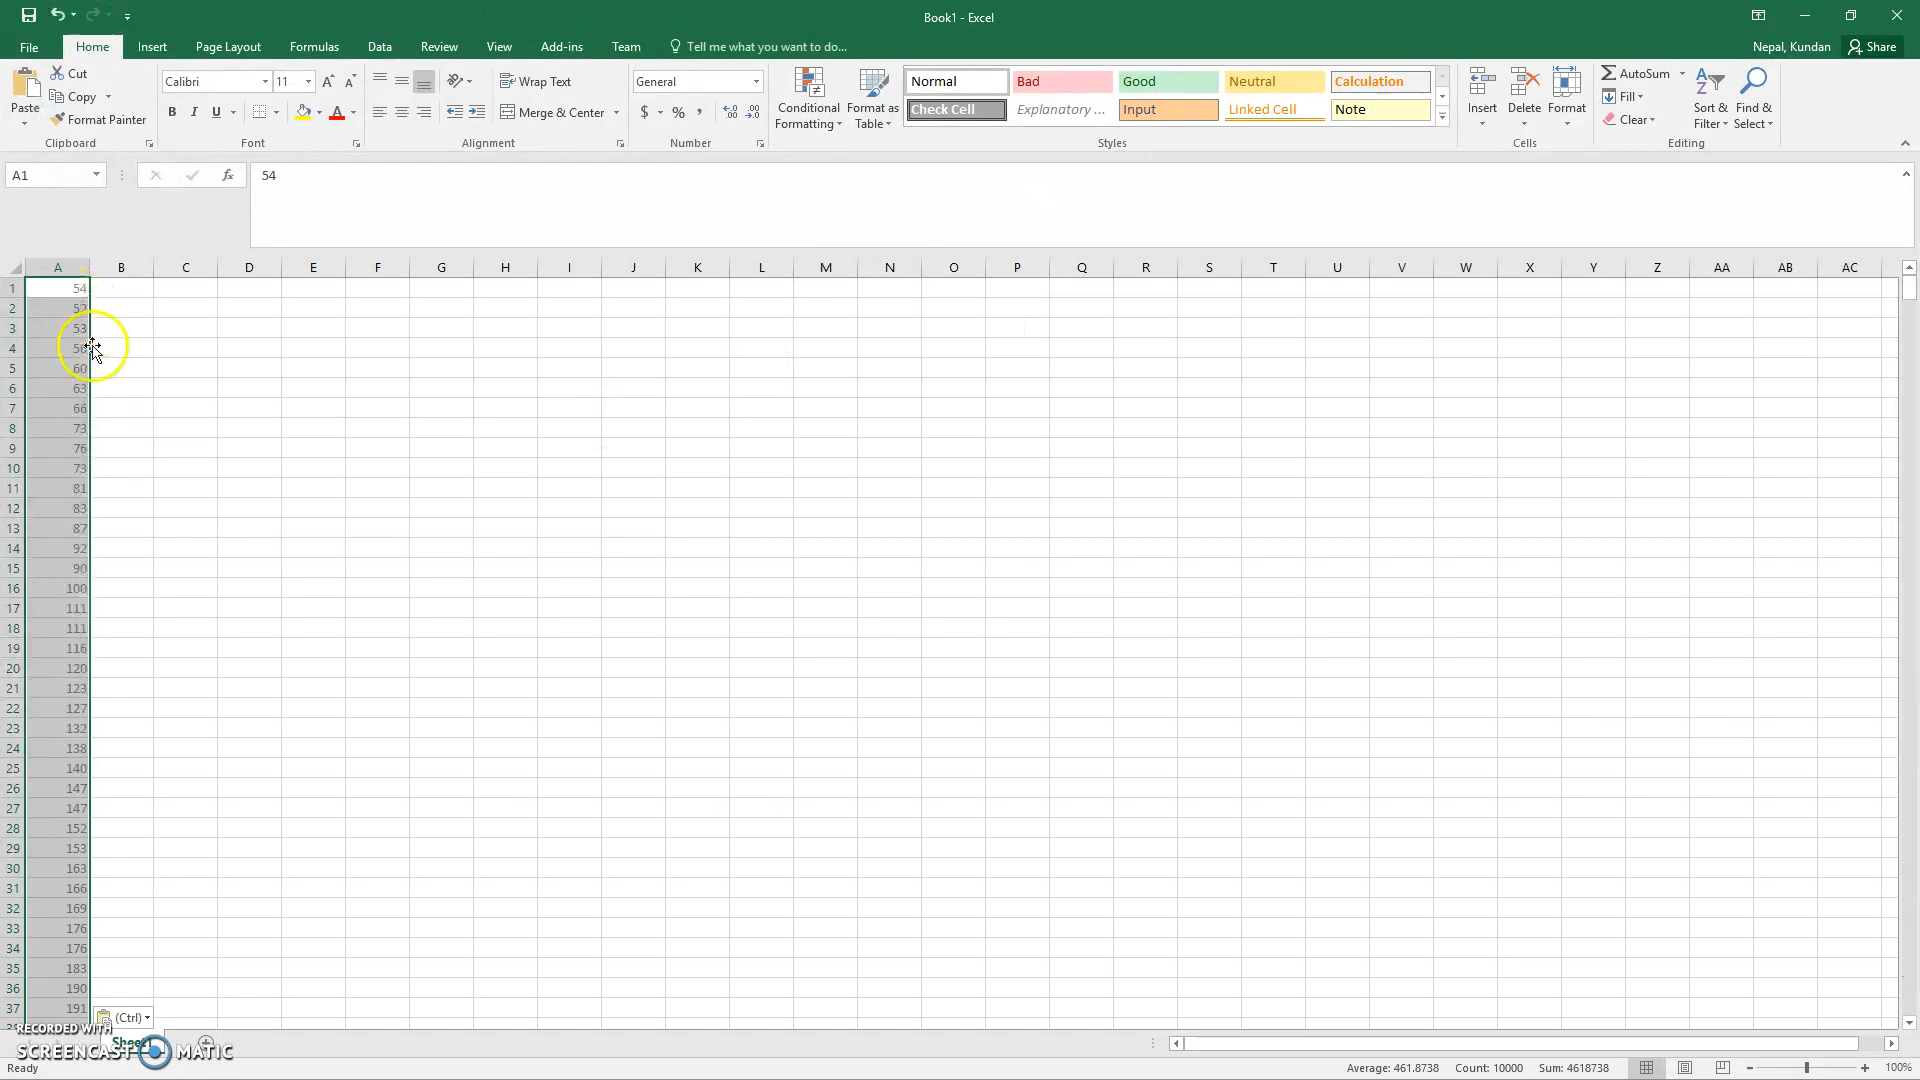 Book1 - Excel
File Home Insert Page Layout Formulas Data Review View Add-ins Team Tell me what you want to do... Nepal, Kundan Share
Paste
Cut
Copy
Format Painter
Clipboard
Calibri 11
B I U
Font
Wrap Text
Merge & Center
Alignment
General
$ % ,
Number
Conditional Formatting
Format as Table
Normal Bad Good Neutral Calculation
Check Cell Explanatory ... Input Linked Cell Note
Styles
Insert Delete Format
Cells
AutoSum
Fill
Clear
Sort & Filter
Find & Select
Editing
A1 fx 54
A B C D E F G H I J K L M N O P Q R S T U V W X Y Z AA AB AC
1 54
2
3 53
4 56
5 60
6 63
7 66
8 73
9 76
10 73
11 81
12 83
13 87
14 92
15 90
16 100
17 111
18 111
19 116
20 120
21 123
22 127
23 132
24 138
25 140
26 147
27 147
28 152
29 153
30 163
31 166
32 169
33 176
34 176
35 183
36 190
37 191
(Ctrl)
RECORDED WITH
SCREENCAST MATIC
Sheet1
Ready
Average: 461.8738 Count: 10000 Sum: 4618738 100%